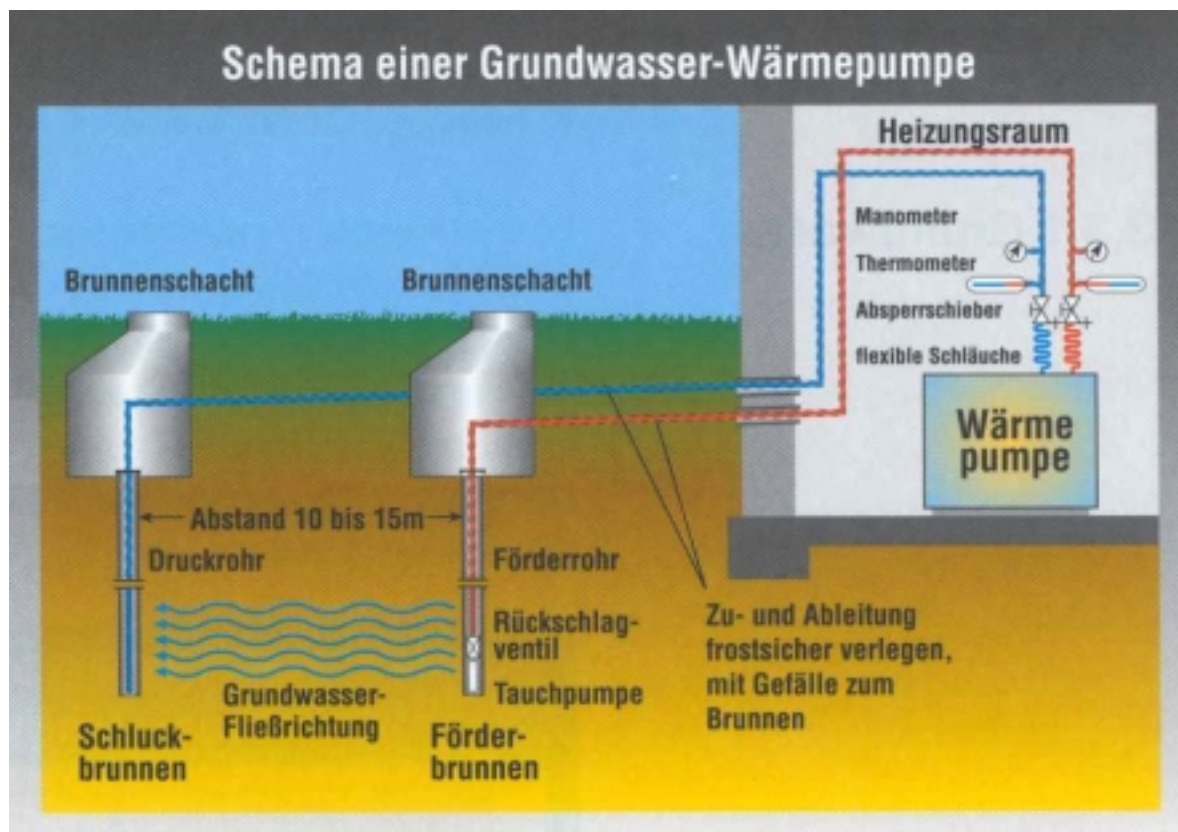 Schema einer Grundwasser-Wärmepumpe
Heizungsraum
Manometer
Thermometer
Absperrschieber
flexible Schläuche
Brunnenschacht
Brunnenschacht
Wärme
pumpe
Abstand 10 bis 15m
Druckrohr
Förderrohr
Rückschlag-
ventil
Tauchpumpe
Grundwasser-
Fließrichtung
Schluck-
brunnen
Förder-
brunnen
Zu- und Ableitung
frostsicher verlegen,
mit Gefälle zum
Brunnen